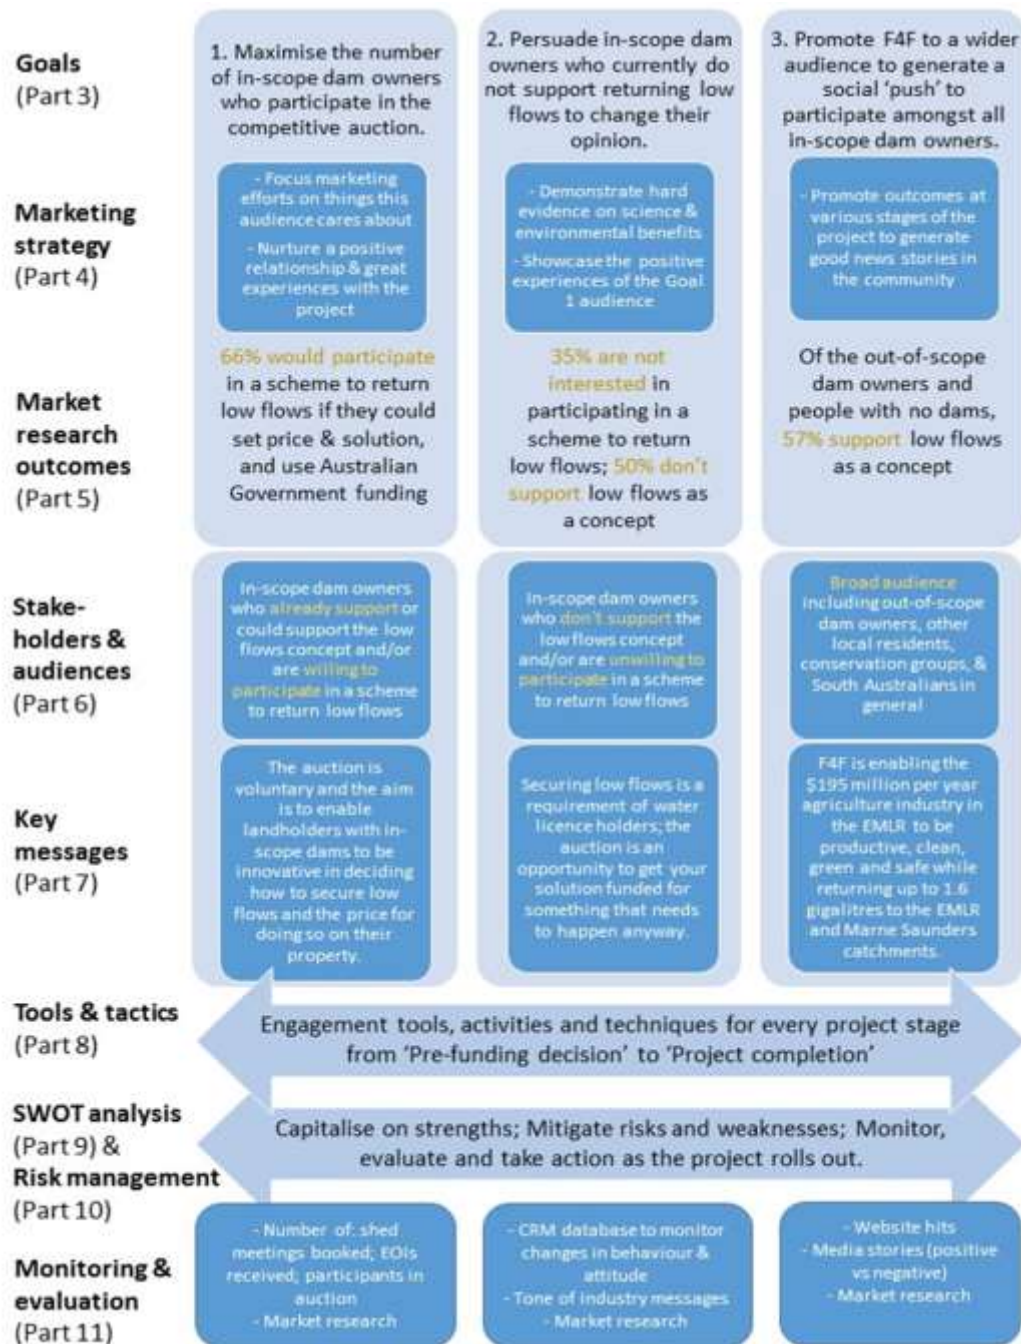 Goals
(Part 3)
1. Maximise the number
of in-scope dam owners
who participate in the
competitive auction.
2. Persuade in-scope dam
owners who currently do
not support returning low
flows to change their
opinion.
3. Promote F4F to a wider
audience to generate a
social ‘push’ to
participate amongst all
in-scope dam owners.
Marketing
strategy
(Part 4)
- Focus marketing
efforts on things this
audience cares about
- Nurture a positive
relationship & great
experiences with the
project
- Demonstrate hard
evidence on science &
environmental benefits
- Showcase the positive
experiences of the Goal
1 audience
- Promote outcomes at
various stages of the
project to generate
good news stories in
the community
Market
research
outcomes
(Part 5)
66% would participate
in a scheme to return
low flows if they could
set price & solution,
and use Australian
Government funding
35% are not
interested in
participating in a
scheme to return
low flows; 50% don't
support low flows as
a concept
Of the out-of-scope
dam owners and
people with no dams,
57% support low flows
as a concept
Stake-
holders &
audiences
(Part 6)
In-scope dam owners
who already support or
could support the low
flows concept and/or
are willing to
participate in a scheme
to return low flows
In-scope dam owners
who don't support the
low flows concept
and/or are unwilling to
participate in a scheme
to return low flows
Broad audience
including out-of-scope
dam owners, other
local residents,
conservation groups, &
South Australians in
general
Key
messages
(Part 7)
The auction is
voluntary and the aim
is to enable
landholders with in-
scope dams to be
innovative in deciding
how to secure low
flows and the price for
doing so on their
property.
Securing low flows is a
requirement of water
licence holders; the
auction is an
opportunity to get your
solution funded for
something that needs
to happen anyway.
F4F is enabling the
$195 million per year
agriculture industry in
the EMLR to be
productive, clean,
green and safe while
returning up to 1.6
gigalitres to the EMLR
and Marne Saunders
catchments.
Tools & tactics
(Part 8)
Engagement tools, activities and techniques for every project stage
from ‘Pre-funding decision’ to ‘Project completion’
SWOT analysis
(Part 9) &
Risk management
(Part 10)
Capitalise on strengths; Mitigate risks and weaknesses; Monitor,
evaluate and take action as the project rolls out.
Monitoring &
evaluation
(Part 11)
- Number of: shed
meetings booked; EOIs
received; participants in
auction
- Market research
- CRM database to monitor
changes in behaviour &
attitude
- Tone of industry messages
- Market research
- Website hits
- Media stories (positive
vs negative)
- Market research